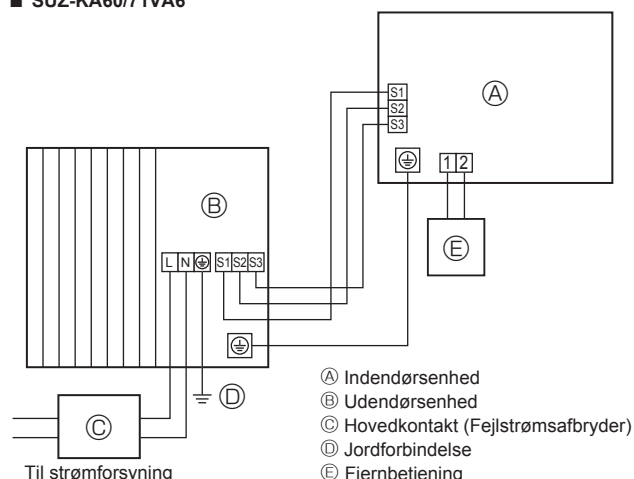 ■ SUZ-KA60/71VA6
S1
S2
S3
Ⓐ
1 2
Ⓑ
Ⓔ
L N S1 S2 S3
Ⓓ
Ⓒ
Til strømforsyning
Ⓐ Indendørsenhed
Ⓑ Udendørsenhed
Ⓒ Hovedkontakt (Fejlstrømsafbryder)
Ⓓ Jordforbindelse
Ⓔ Fjernbetjening